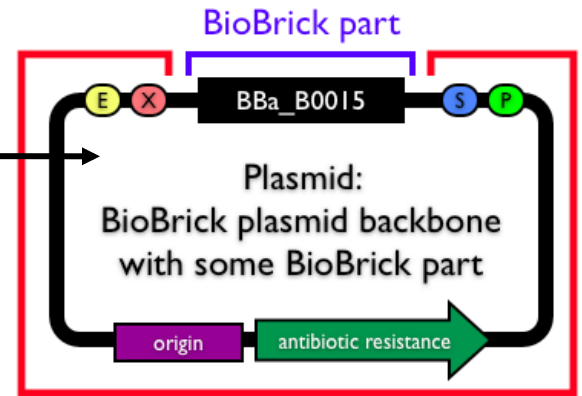 BioBrick part
E X BBa_B0015 S P
Plasmid:
BioBrick plasmid backbone
with some BioBrick part
origin antibiotic resistance